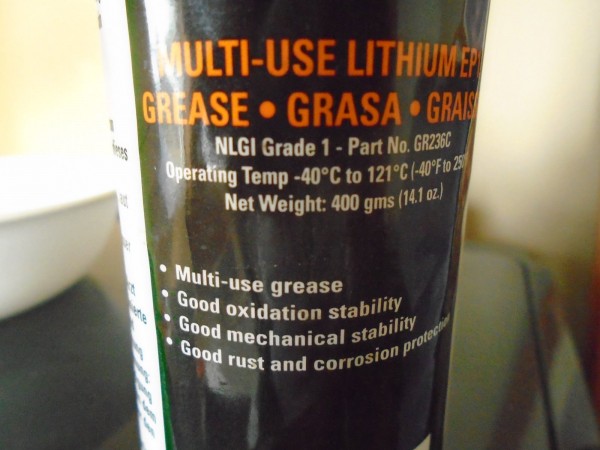 MULTI-USE LITHIUM EP
GREASE • GRASA • GRAIS
NLGI Grade 1 - Part No. GR236C
Operating Temp -40°C to 121°C (-40°F to 25
Net Weight: 400 gms (14.1 oz.)
• Multi-use grease
• Good oxidation stability
• Good mechanical stability
• Good rust and corrosion protection